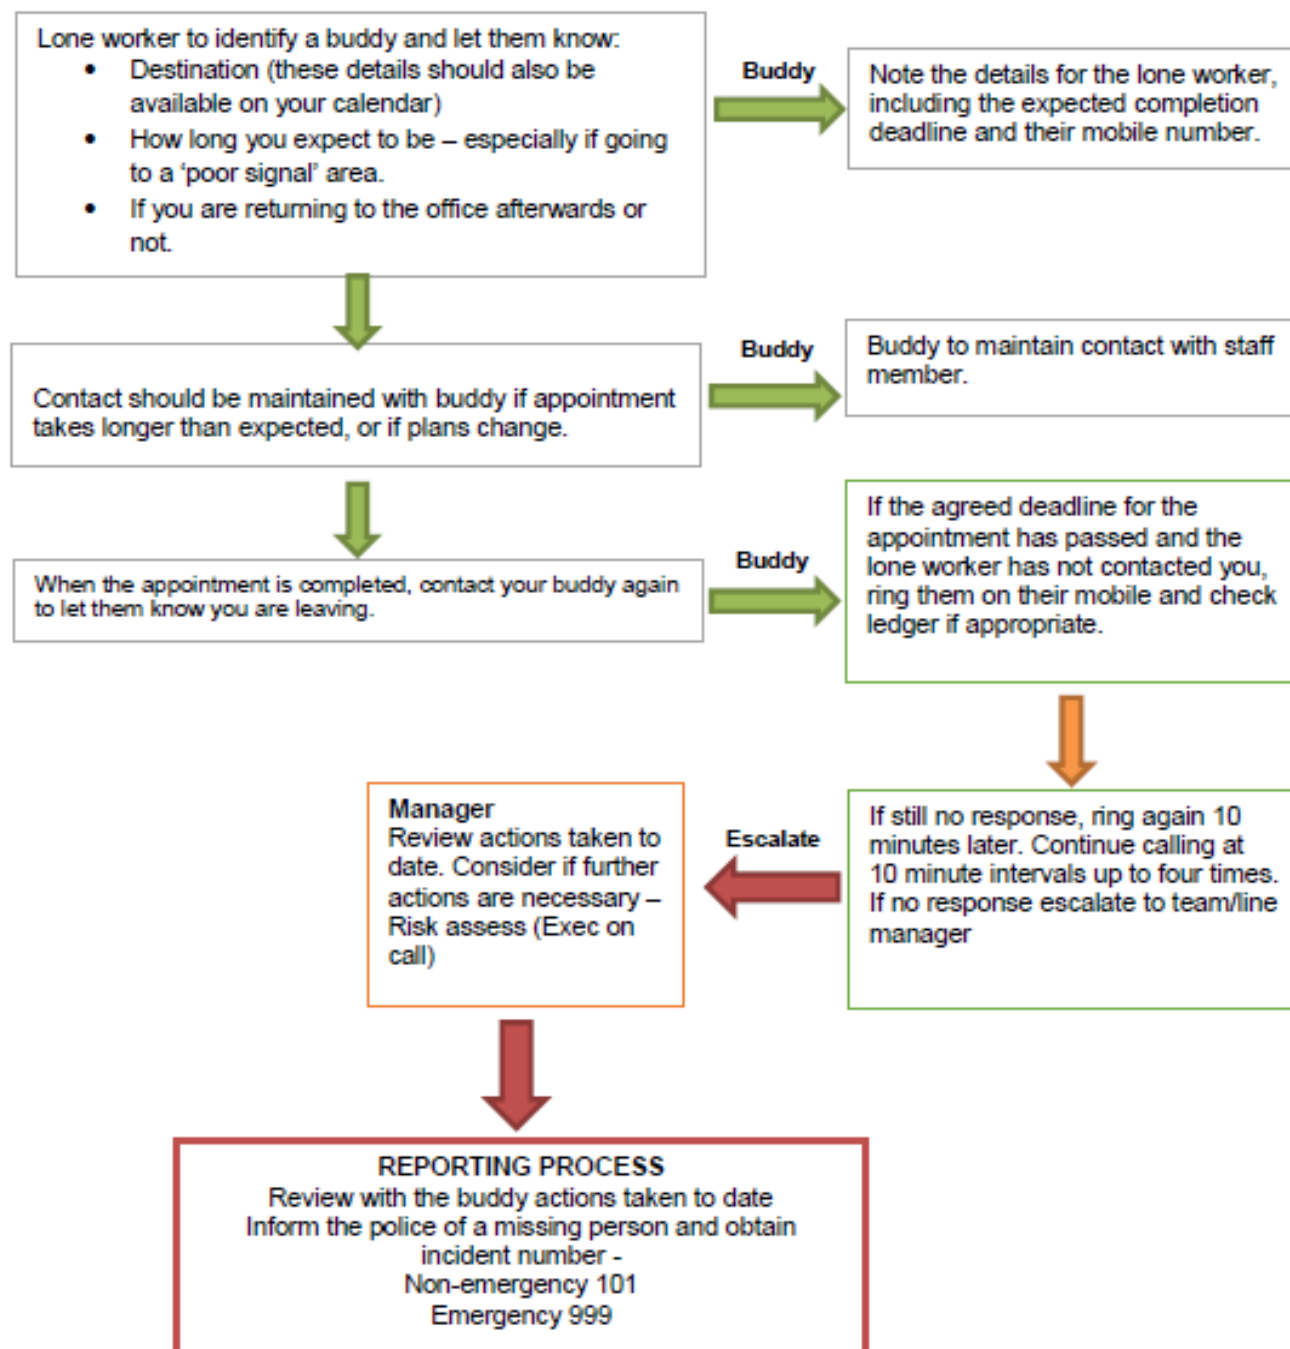 Lone worker to identify a buddy and let them know:
• Destination (these details should also be
available on your calendar)
• How long you expect to be – especially if going
to a ‘poor signal’ area.
• If you are returning to the office afterwards or
not.
Buddy
Note the details for the lone worker,
including the expected completion
deadline and their mobile number.
Contact should be maintained with buddy if appointment
takes longer than expected, or if plans change.
Buddy
Buddy to maintain contact with staff
member.
When the appointment is completed, contact your buddy again
to let them know you are leaving.
Buddy
If the agreed deadline for the
appointment has passed and the
lone worker has not contacted you,
ring them on their mobile and check
ledger if appropriate.
If still no response, ring again 10
minutes later. Continue calling at
10 minute intervals up to four times.
If no response escalate to team/line
manager
Escalate
Manager
Review actions taken to
date. Consider if further
actions are necessary –
Risk assess (Exec on
call)
REPORTING PROCESS
Review with the buddy actions taken to date
Inform the police of a missing person and obtain
incident number -
Non-emergency 101
Emergency 999